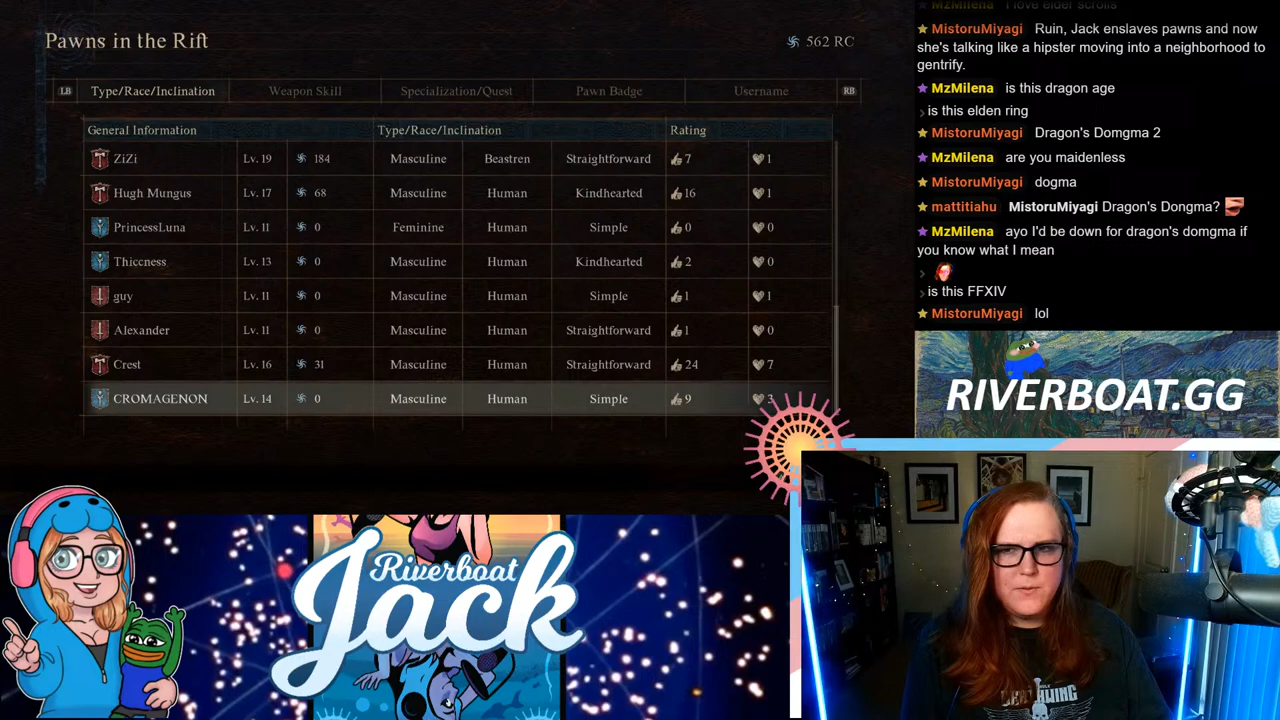 Pawns in the Rift
562 RC
LB Type/Race/Inclination Weapon Skill Specialization/Quest Pawn Badge Username RB
General Information Type/Race/Inclination Rating
ZiZi Lv. 19 184 Masculine Beastren Straightforward 7 1
Hugh Mungus Lv. 17 68 Masculine Human Kindhearted 16 1
PrincessLuna Lv. 11 0 Feminine Human Simple 0 0
Thiccness Lv. 13 0 Masculine Human Kindhearted 2 0
guy Lv. 11 0 Masculine Human Simple 1 1
Alexander Lv. 11 0 Masculine Human Straightforward 1 0
Crest Lv. 16 31 Masculine Human Straightforward 24 7
CROMAGENON Lv. 14 0 Masculine Human Simple 9 3
MzMilena I love elder scrolls
MistoruMiyagi Ruin, Jack enslaves pawns and now
she's talking like a hipster moving into a neighborhood to
gentrify.
MzMilena is this dragon age
is this elden ring
MistoruMiyagi Dragon's Domgma 2
MzMilena are you maidenless
MistoruMiyagi dogma
mattitiahu MistoruMiyagi Dragon's Dongma?
MzMilena ayo I'd be down for dragon's domgma if
you know what I mean
is this FFXIV
MistoruMiyagi lol
RIVERBOAT.GG
Riverboat
Jack